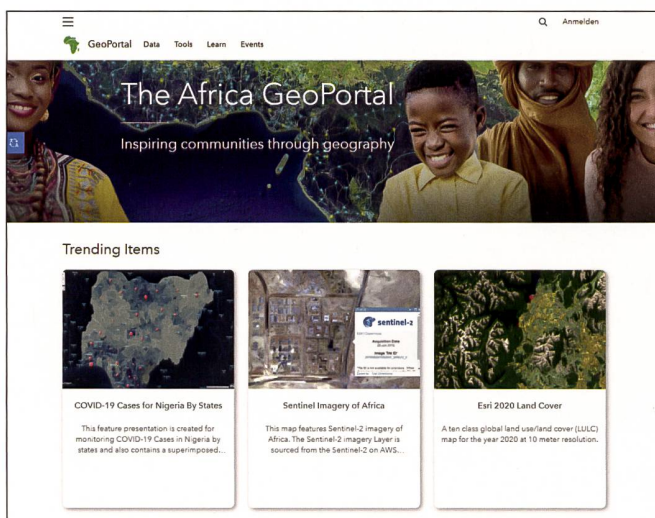 Anmelden
GeoPortal Data Tools Learn Events
The Africa GeoPortal
Inspiring communities through geography
Trending Items
sentinel-2
Acquisition Date
COVID-19 Cases for Nigeria By States
This feature presentation is created for
monitoring COVID-19 Cases in Nigeria by
states and also contains a superimposed...
Sentinel Imagery of Africa
This map features Sentinel-2 imagery of
Africa. The Sentinel-2 imagery Layer is
sourced from the Sentinel-2 on AWS...
Esri 2020 Land Cover
A ten class global land use/land cover (LULC)
map for the year 2020 at 10 meter resolution.